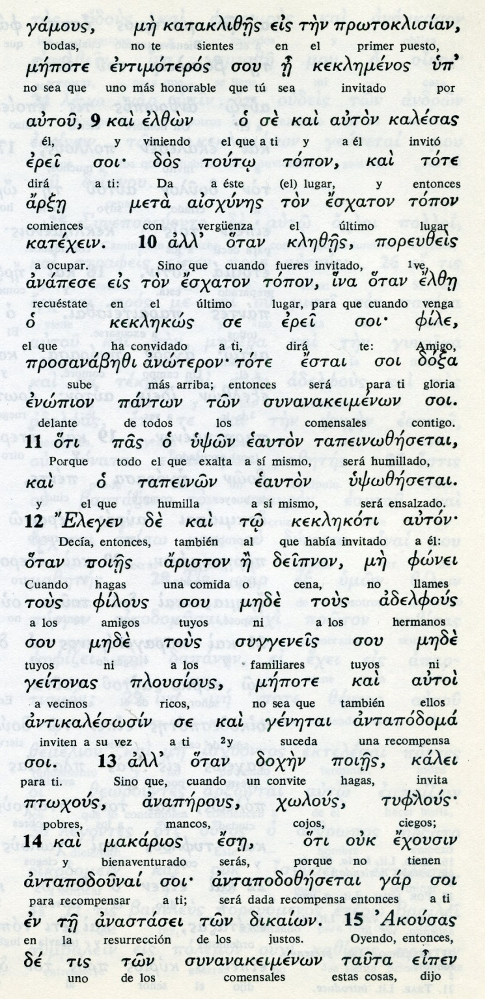 γάμους, μὴ κατακλιθῇς εἰς τὴν πρωτοκλισίαν,
bodas, no te sientes en el primer puesto,
μήποτε ἐντιμότερός σου ᾖ κεκλημένος ὑπ'
no sea que uno más honorable que tú sea invitado por
αὐτοῦ, 9 καὶ ἐλθὼν ὁ σὲ καὶ αὐτὸν καλέσας
él, y viniendo el que a ti y a él invitó
ἐρεῖ σοι· δὸς τούτῳ τόπον, καὶ τότε
dirá a ti: Da a éste (el) lugar, y entonces
ἄρξῃ μετὰ αἰσχύνης τὸν ἔσχατον τόπον
comiences con vergüenza el último lugar
κατέχειν. 10 ἀλλ' ὅταν κληθῇς, πορευθεὶς
a ocupar. Sino que cuando fueres invitado, 1ve,
ἀνάπεσε εἰς τὸν ἔσχατον τόπον, ἵνα ὅταν ἔλθῃ
recuéstate en el último lugar, para que cuando venga
ὁ κεκληκώς σε ἐρεῖ σοι· φίλε,
el que ha convidado a ti, dirá te: Amigo,
προσανάβηθι ἀνώτερον· τότε ἔσται σοι δόξα
sube más arriba; entonces será para ti gloria
ἐνώπιον πάντων τῶν συνανακειμένων σοι.
delante de todos los comensales contigo.
11 ὅτι πᾶς ὁ ὑψῶν ἑαυτὸν ταπεινωθήσεται,
Porque todo el que exalta a sí mismo, será humillado,
καὶ ὁ ταπεινῶν ἑαυτὸν ὑψωθήσεται.
y el que humilla a sí mismo, será ensalzado.
12 Ἔλεγεν δὲ καὶ τῷ κεκληκότι αὐτόν·
Decía, entonces, también al que había invitado a él:
ὅταν ποιῇς ἄριστον ἢ δεῖπνον, μὴ φώνει
Cuando hagas una comida o cena, no llames
τοὺς φίλους σου μηδὲ τοὺς ἀδελφούς
a los amigos tuyos ni a los hermanos
σου μηδὲ τοὺς συγγενεῖς σου μηδὲ
tuyos ni a los familiares tuyos ni
γείτονας πλουσίους, μήποτε καὶ αὐτοὶ
a vecinos ricos, no sea que también ellos
ἀντικαλέσωσίν σε καὶ γένηται ἀνταπόδομά
inviten a su vez a ti 2y suceda una recompensa
σοι. 13 ἀλλ' ὅταν δοχὴν ποιῇς, κάλει
para ti. Sino que, cuando un convite hagas, invita
πτωχούς, ἀναπήρους, χωλούς, τυφλούς·
pobres, mancos, cojos, ciegos;
14 καὶ μακάριος ἔσῃ, ὅτι οὐκ ἔχουσιν
y bienaventurado serás, porque no tienen
ἀνταποδοῦναί σοι· ἀνταποδοθήσεται γάρ σοι
para recompensar a ti; será dada recompensa entonces a ti
ἐν τῇ ἀναστάσει τῶν δικαίων. 15 Ἀκούσας
en la resurrección de los justos. Oyendo, entonces,
δέ τις τῶν συνανακειμένων ταῦτα εἶπεν
uno de los comensales estas cosas, dijo